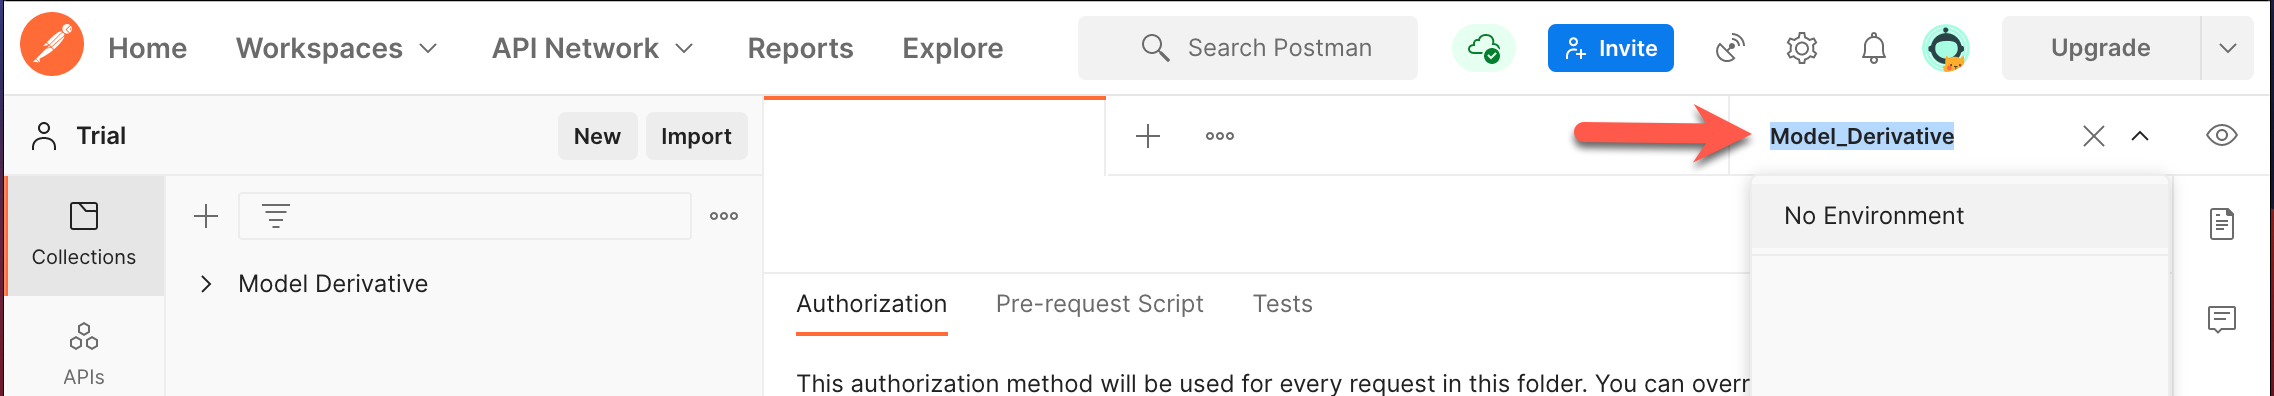 Home Workspaces API Network Reports Explore Search Postman Invite Upgrade
Trial New Import Model_Derivative
No Environment
Collections
Model Derivative
Authorization Pre-request Script Tests
APIs
This authorization method will be used for every request in this folder. You can overr